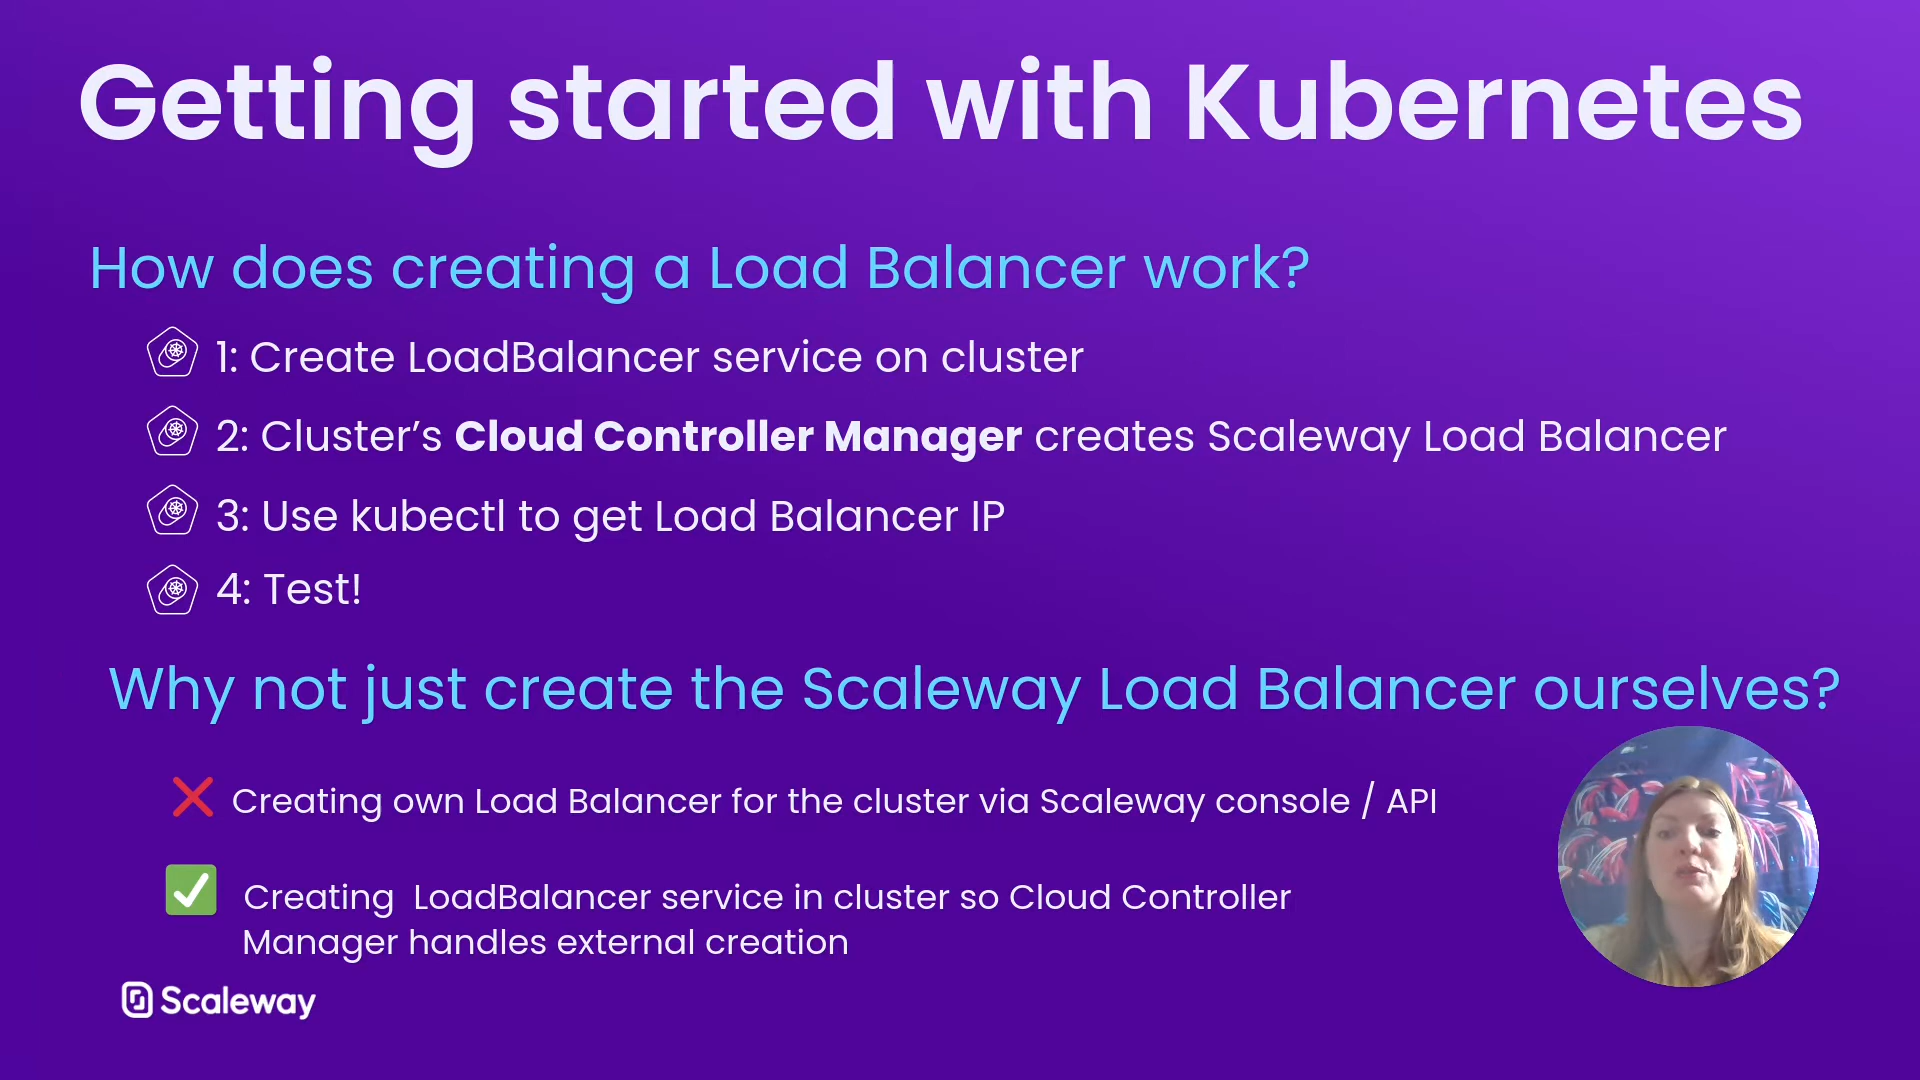 Getting started with Kubernetes
How does creating a Load Balancer work?
1: Create LoadBalancer service on cluster
2: Cluster’s Cloud Controller Manager creates Scaleway Load Balancer
3: Use kubectl to get Load Balancer IP
4: Test!
Why not just create the Scaleway Load Balancer ourselves?
Creating own Load Balancer for the cluster via Scaleway console / API
Creating  LoadBalancer service in cluster so Cloud Controller
Manager handles external creation
Scaleway